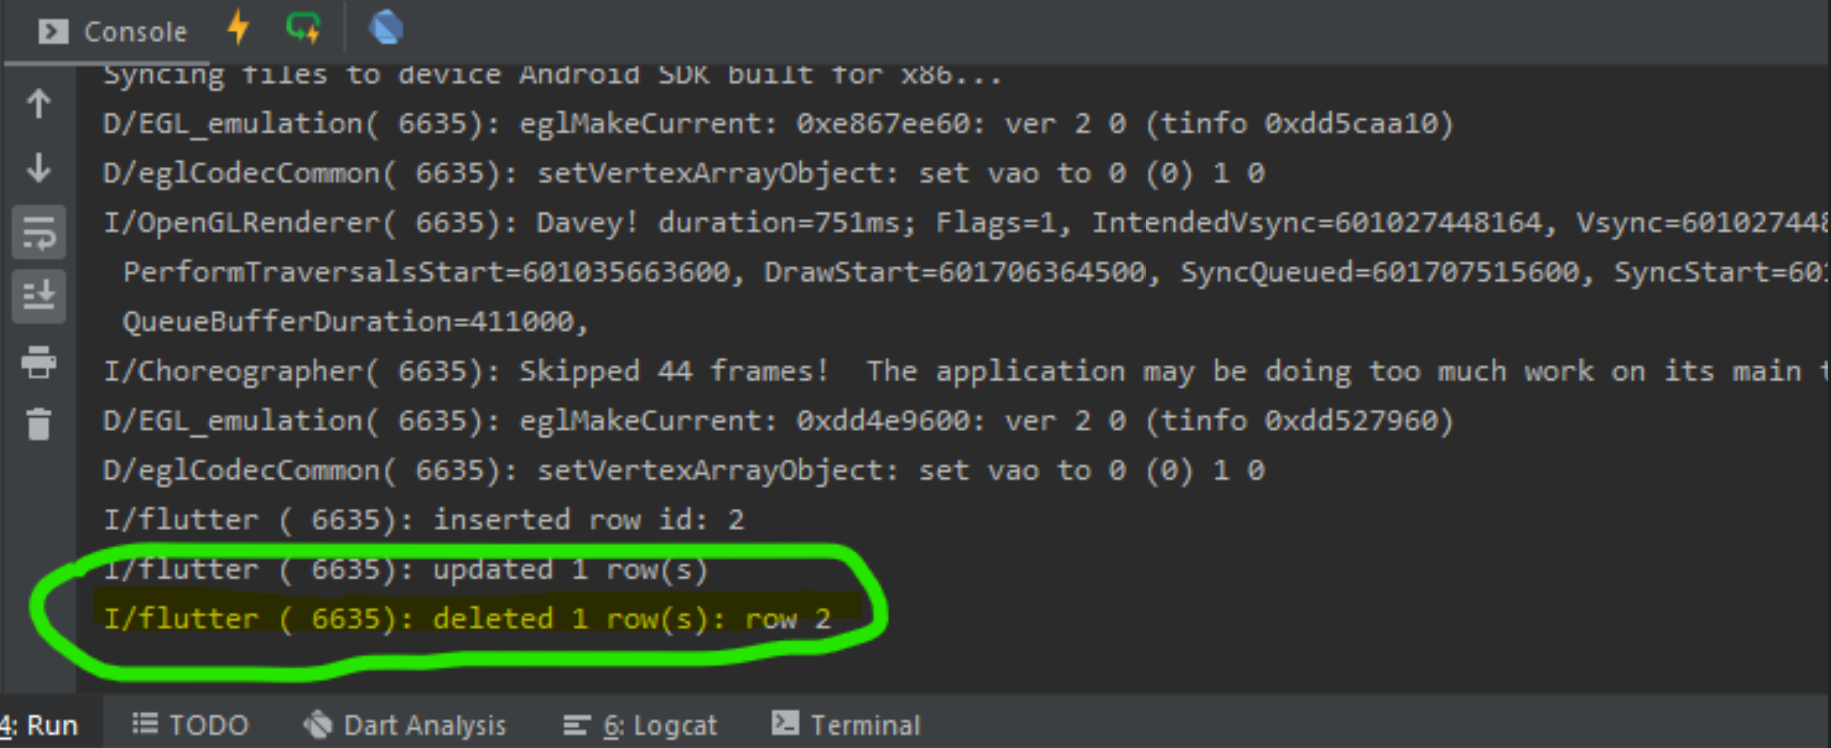 Console
Syncing files to device Android SDK built for x86...
D/EGL_emulation( 6635): eglMakeCurrent: 0xe867ee60: ver 2 0 (tinfo 0xdd5caa10)
D/eglCodecCommon( 6635): setVertexArrayObject: set vao to 0 (0) 1 0
I/OpenGLRenderer( 6635): Davey! duration=751ms; Flags=1, IntendedVsync=601027448164, Vsync=601027448
PerformTraversalsStart=601035663600, DrawStart=601706364500, SyncQueued=601707515600, SyncStart=601
QueueBufferDuration=411000,
I/Choreographer( 6635): Skipped 44 frames!  The application may be doing too much work on its main t
D/EGL_emulation( 6635): eglMakeCurrent: 0xdd4e9600: ver 2 0 (tinfo 0xdd527960)
D/eglCodecCommon( 6635): setVertexArrayObject: set vao to 0 (0) 1 0
I/flutter ( 6635): inserted row id: 2
I/flutter ( 6635): updated 1 row(s)
I/flutter ( 6635): deleted 1 row(s): row 2
4: Run TODO Dart Analysis 6: Logcat Terminal